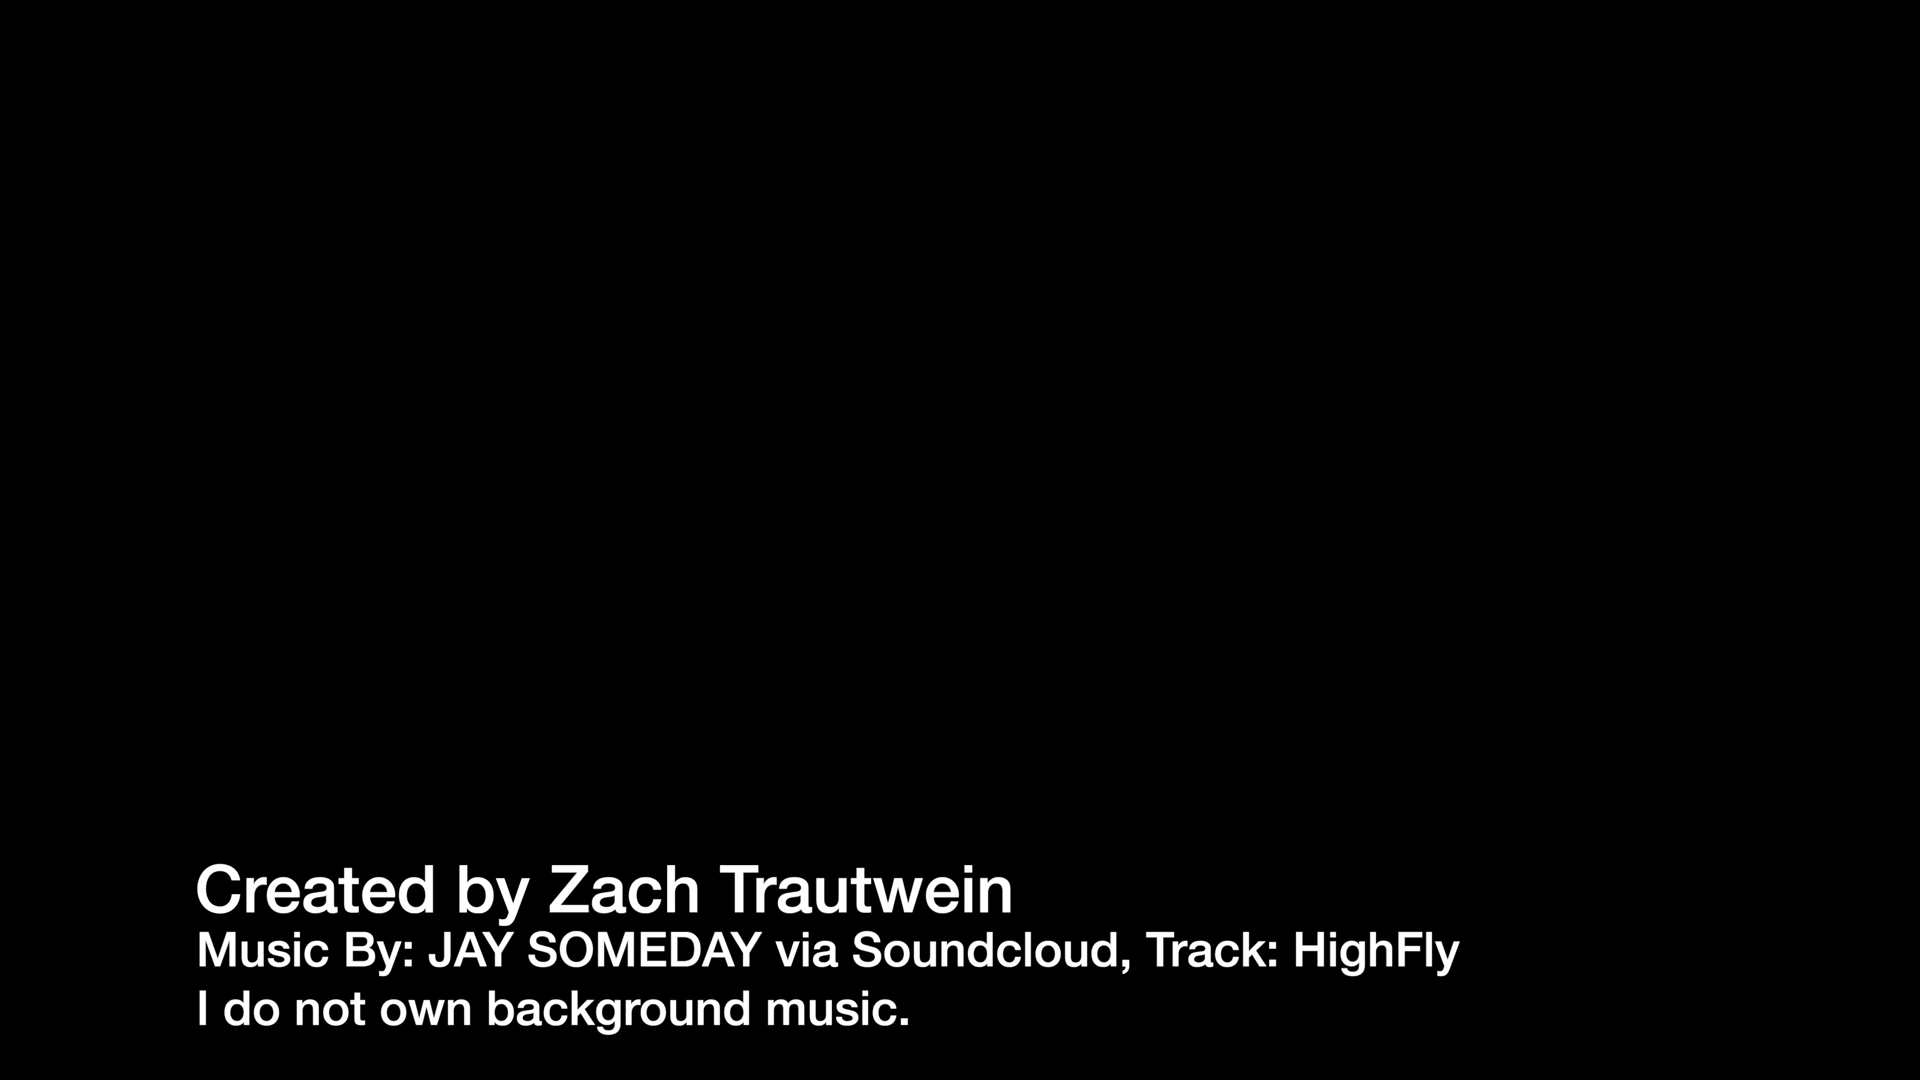 Created by Zach Trautwein
Music By: JAY SOMEDAY via Soundcloud, Track: HighFly
I do not own background music.